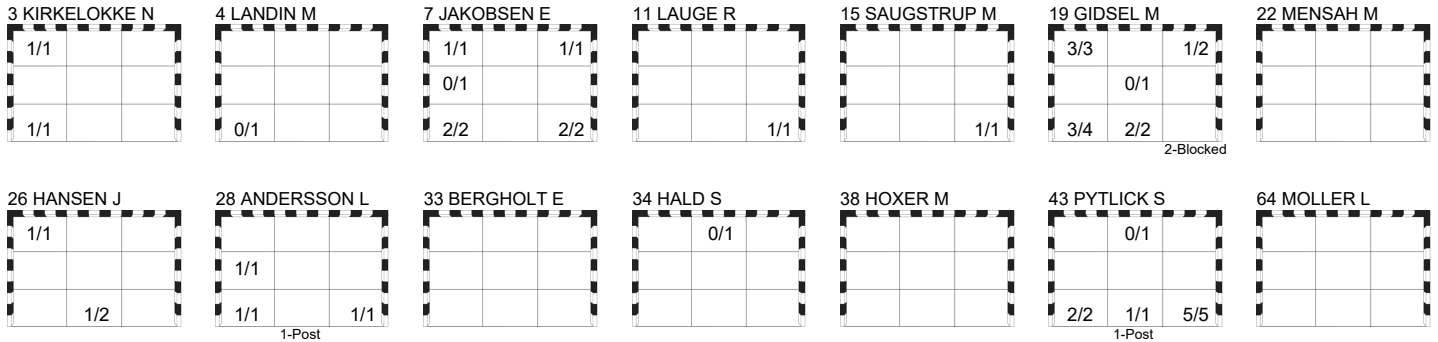 3 KIRKELOKKE N 4 LANDIN M 7 JAKOBSEN E 11 LAUGE R 15 SAUGSTRUP M 19 GIDSEL M 22 MENSAH M
1/1 1/1 1/1 3/3 1/2
0/1 0/1
1/1 0/1 2/2 2/2 1/1 1/1 3/4 2/2
2-Blocked
26 HANSEN J 28 ANDERSSON L 33 BERGHOLT E 34 HALD S 38 HOXER M 43 PYTLICK S 64 MOLLER L
1/1 0/1 0/1
1/1
1/2 1/1 1/1 2/2 1/1 5/5
1-Post 1-Post